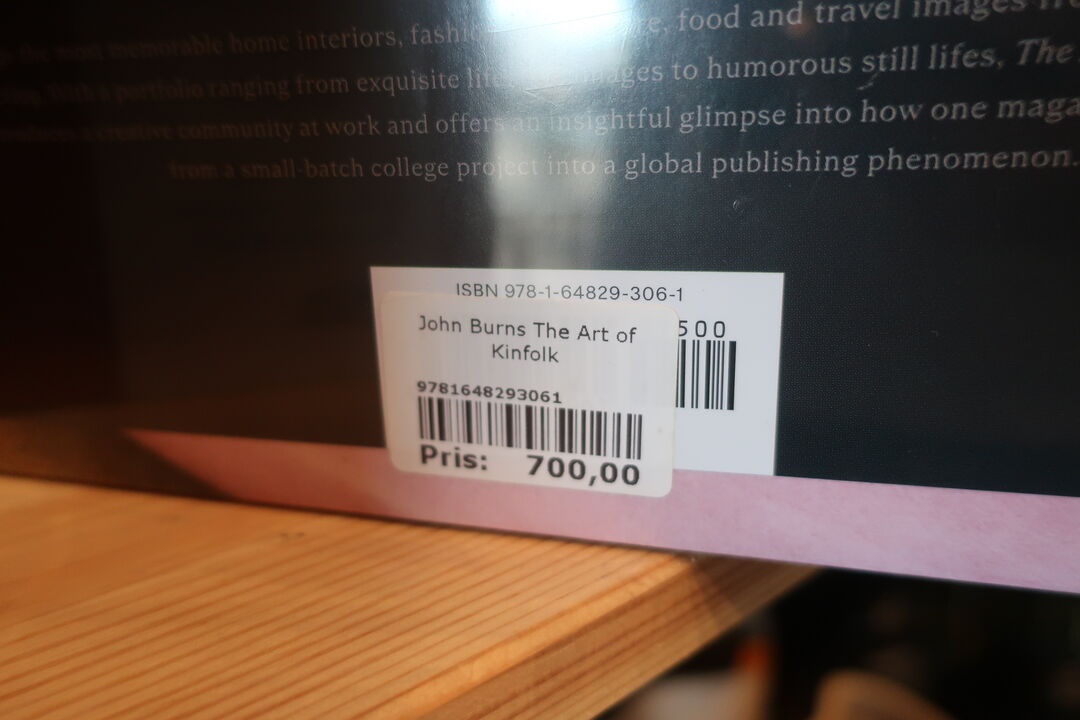 the most memorable home interiors, fashi e, food and travel images fr
With a portfolio ranging from exquisite life images to humorous still lifes, The
a creative community at work and offers an insightful glimpse into how one maga
from a small-batch college project into a global publishing phenomenon.
ISBN 978-1-64829-306-1
500
John Burns The Art of
Kinfolk
9781648293061
Pris: 700,00